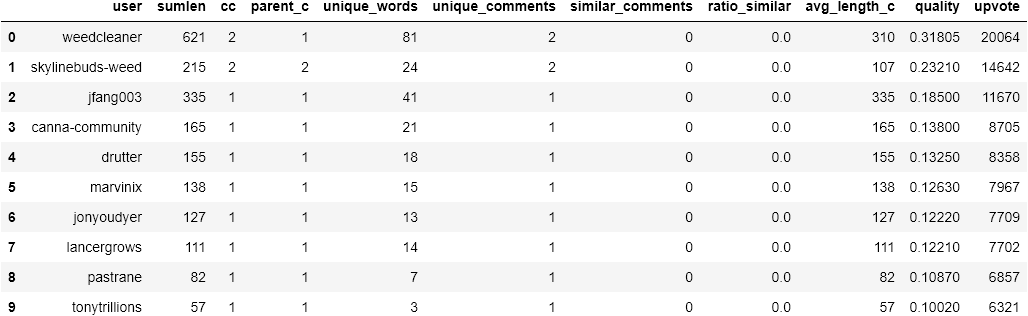 user sumlen cc parent_c unique_words unique_comments similar_comments ratio_similar avg_length_c quality upvote
0 weedcleaner 621 2 1 81 2 0 0.0 310 0.31805 20064
1 skylinebuds-weed 215 2 2 24 2 0 0.0 107 0.23210 14642
2 jfang003 335 1 1 41 1 0 0.0 335 0.18500 11670
3 canna-community 165 1 1 21 1 0 0.0 165 0.13800 8705
4 drutter 155 1 1 18 1 0 0.0 155 0.13250 8358
5 marvinix 138 1 1 15 1 0 0.0 138 0.12630 7967
6 jonyoudyer 127 1 1 13 1 0 0.0 127 0.12220 7709
7 lancergrows 111 1 1 14 1 0 0.0 111 0.12210 7702
8 pastrane 82 1 1 7 1 0 0.0 82 0.10870 6857
9 tonytrillions 57 1 1 3 1 0 0.0 57 0.10020 6321